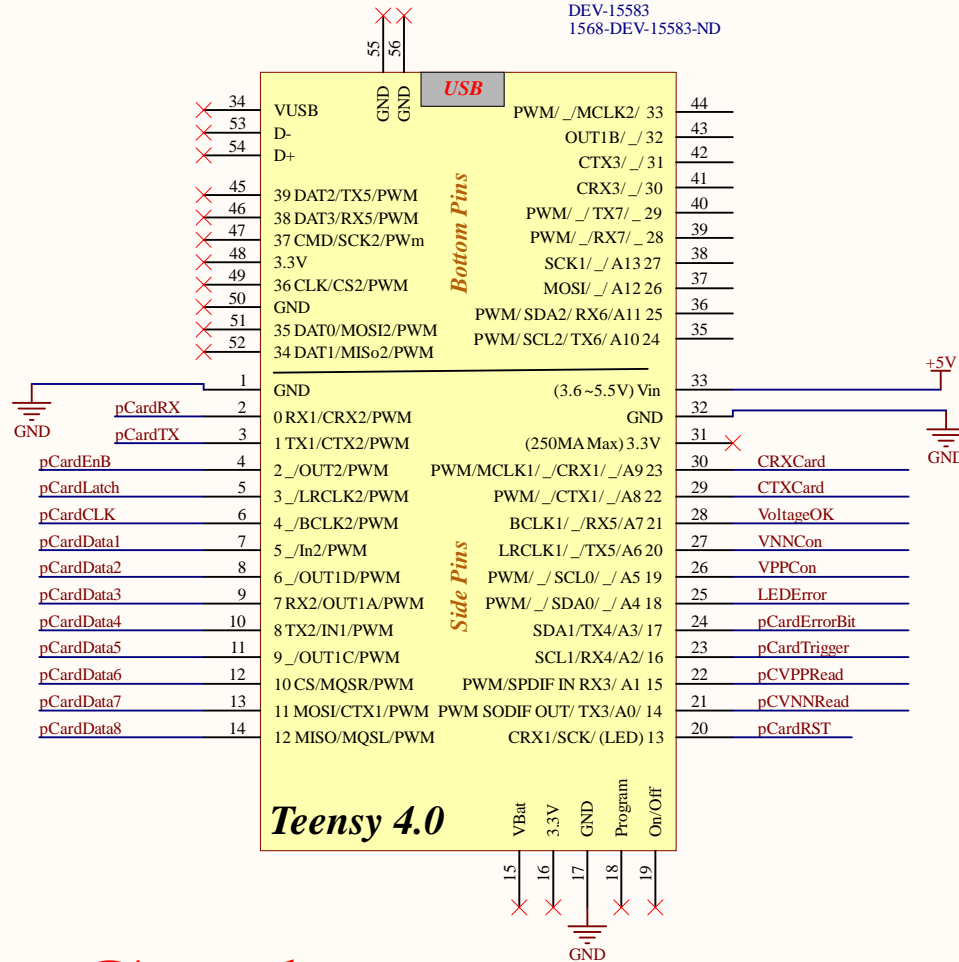 DEV-15583
1568-DEV-15583-ND
55 56
GND GND
USB
34 VUSB
53 D-
54 D+
45 39 DAT2/TX5/PWM
46 38 DAT3/RX5/PWM
47 37 CMD/SCK2/PWm
48 3.3V
49 36 CLK/CS2/PWM
50 GND
51 35 DAT0/MOSI2/PWM
52 34 DAT1/MISo2/PWM
Bottom Pins
PWM/ _/MCLK2/ 33 44
OUT1B/ _/ 32 43
CTX3/ _/ 31 42
CRX3/ _/ 30 41
PWM/ _/ TX7/ _ 29 40
PWM/ _/RX7/ _ 28 39
SCK1/ _/ A13 27 38
MOSI/ _/ A12 26 37
PWM/ SDA2/ RX6/A11 25 36
PWM/ SCL2/ TX6/ A10 24 35
GND 1 GND
pCardRX 2 0 RX1/CRX2/PWM
pCardTX 3 1 TX1/CTX2/PWM
pCardEnB 4 2 _/OUT2/PWM
pCardLatch 5 3 _/LRCLK2/PWM
pCardCLK 6 4 _/BCLK2/PWM
pCardData1 7 5 _/In2/PWM
pCardData2 8 6 _/OUT1D/PWM
pCardData3 9 7 RX2/OUT1A/PWM
pCardData4 10 8 TX2/IN1/PWM
pCardData5 11 9 _/OUT1C/PWM
pCardData6 12 10 CS/MQSR/PWM
pCardData7 13 11 MOSI/CTX1/PWM
pCardData8 14 12 MISO/MQSL/PWM
Side Pins
(3.6~5.5V) Vin 33 +5V
GND 32 GND
(250MA Max) 3.3V 31
PWM/MCLK1/ _/CRX1/ _/A9 23 30 CRXCard
PWM/ _/CTX1/ _/A8 22 29 CTXCard
BCLK1/ _/RX5/A7 21 28 VoltageOK
LRCLK1/ _/TX5/A6 20 27 VNNCon
PWM/ _/ SCL0/ _/ A5 19 26 VPPCon
PWM/ _/ SDA0/ _/ A4 18 25 LEDError
SDA1/TX4/A3/ 17 24 pCardErrorBit
SCL1/RX4/A2/ 16 23 pCardTrigger
PWM/SPDIF IN RX3/ A1 15 22 pCVPPRead
PWM SODIF OUT/ TX3/A0/ 14 21 pCVNNRead
CRX1/SCK/ (LED) 13 20 pCardRST
Teensy 4.0
VBat 3.3V GND Program On/Off
15 16 17 18 19
GND